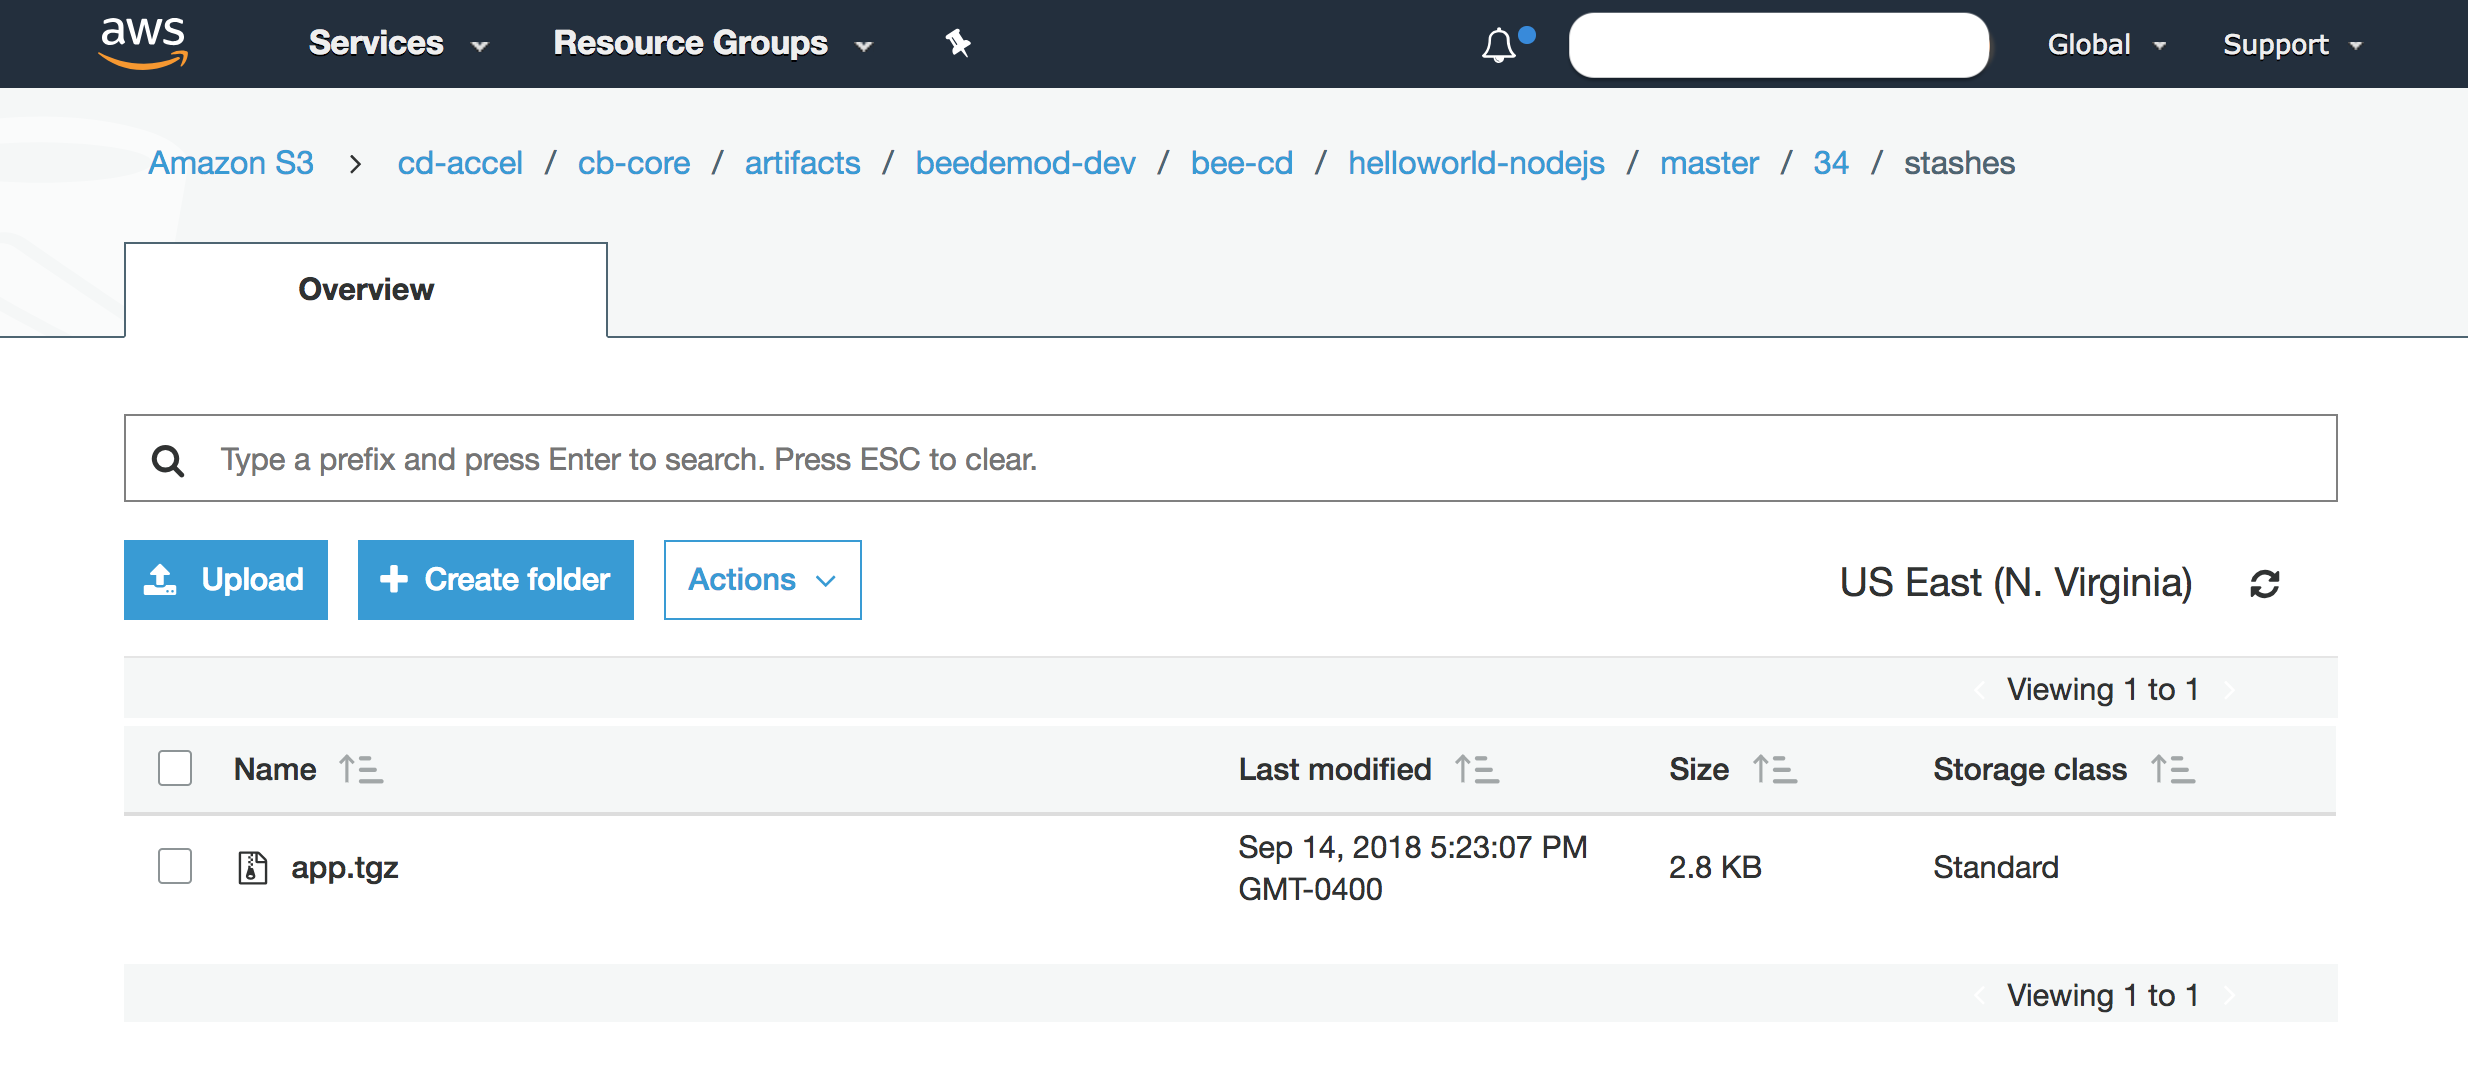 aws Services Resource Groups Global Support
Amazon S3 > cd-accel / cb-core / artifacts / beedemod-dev / bee-cd / helloworld-nodejs / master / 34 / stashes
Overview
Type a prefix and press Enter to search. Press ESC to clear.
Upload + Create folder Actions US East (N. Virginia)
Viewing 1 to 1
Name Last modified Size Storage class
app.tgz Sep 14, 2018 5:23:07 PM GMT-0400 2.8 KB Standard
Viewing 1 to 1